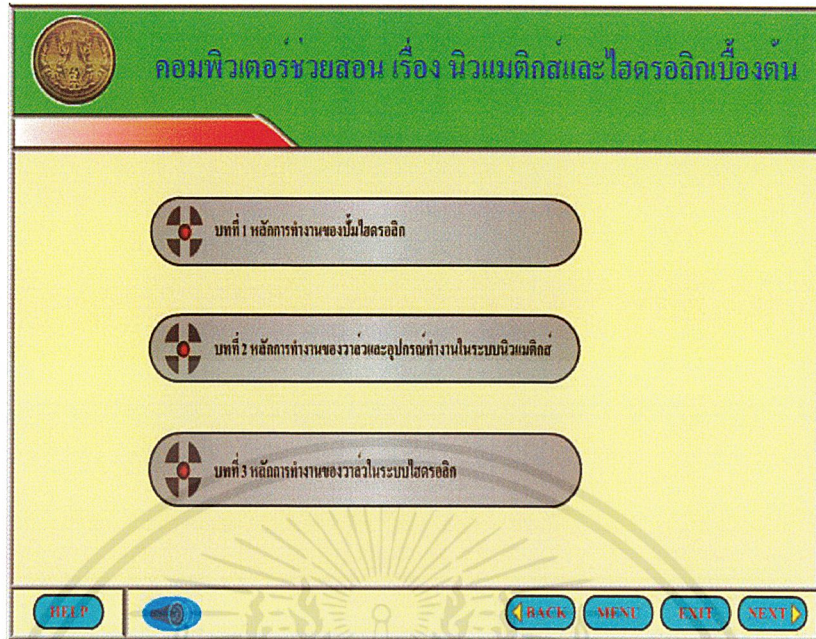 คอมพิวเตอร์ช่วยสอน เรื่อง นิวแมติกส์และไฮดรอลิกเบื้องต้น
บทที่ 1 หลักการทำงานของปั๊มไฮดรอลิก
บทที่ 2 หลักการทำงานของวาล์วและอุปกรณ์ทำงานในระบบนิวแมติกส์
บทที่ 3 หลักการทำงานของวาล์วในระบบไฮดรอลิก
HELP BACK MENU EXIT NEXT